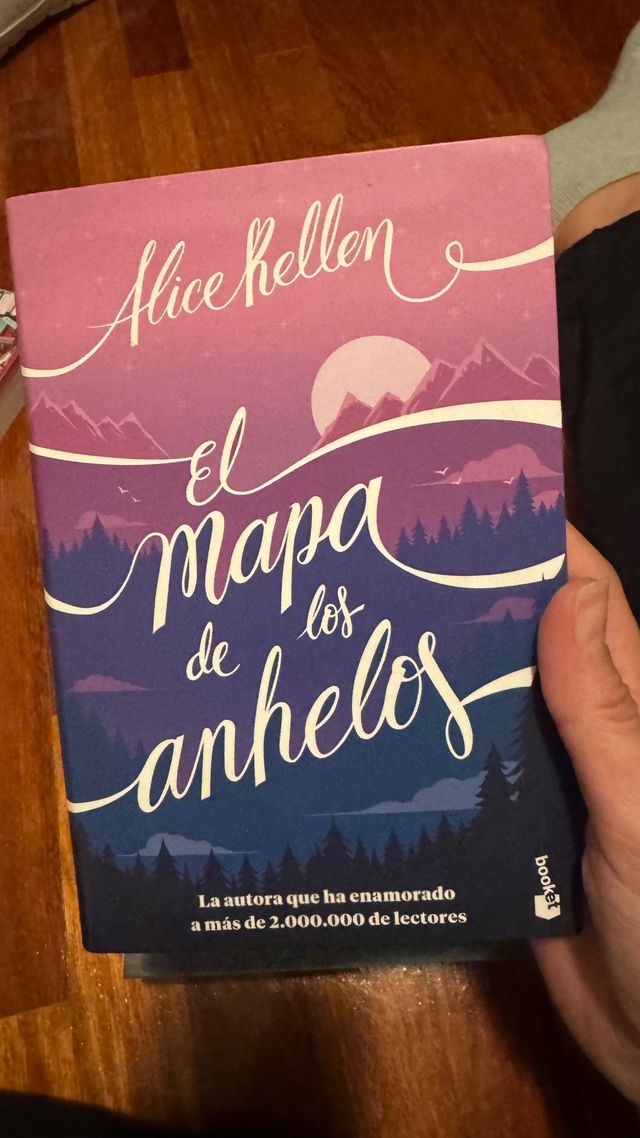 Alice Kellen
El
mapa
de los
anhelos
La autora que ha enamorado
a más de 2.000.000 de lectores
booket